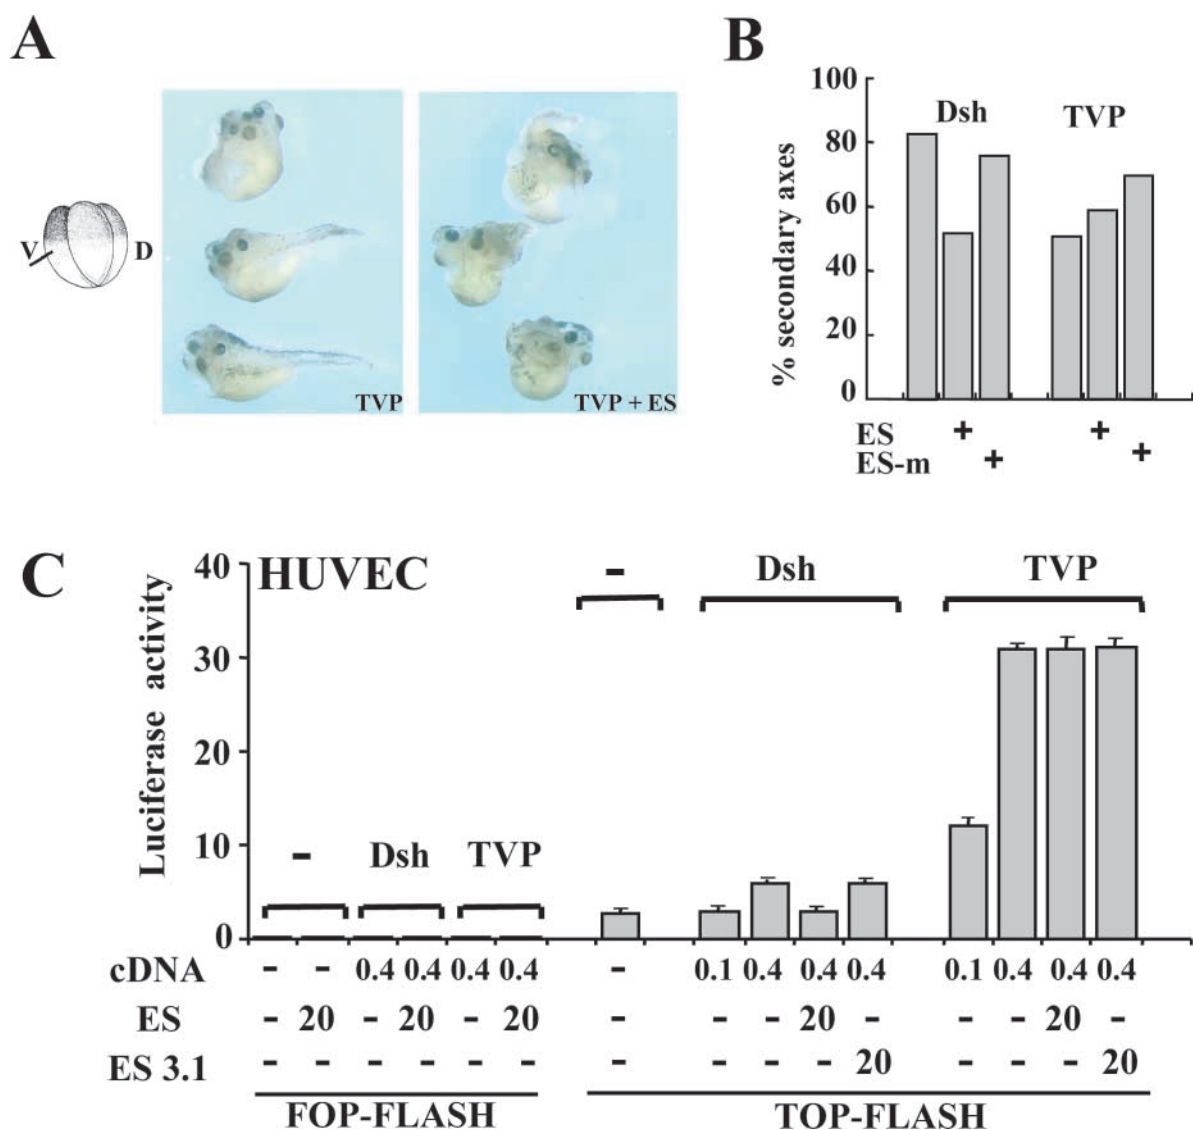 A
V
D
TVP
TVP + ES
B
100
80
60
40
20
0
% secondary axes
Dsh
TVP
ES
+
+
ES-m
+
+
C
HUVEC
Luciferase activity
40
30
20
10
0
- Dsh TVP
- Dsh TVP
cDNA - - 0.4 0.4 0.4 0.4 - 0.1 0.4 0.4 0.4 0.1 0.4 0.4 0.4
ES - 20 - 20 - 20 - - - 20 - - - 20 -
ES 3.1 - - - - - - - - - - 20 - - - 20
FOP-FLASH
TOP-FLASH